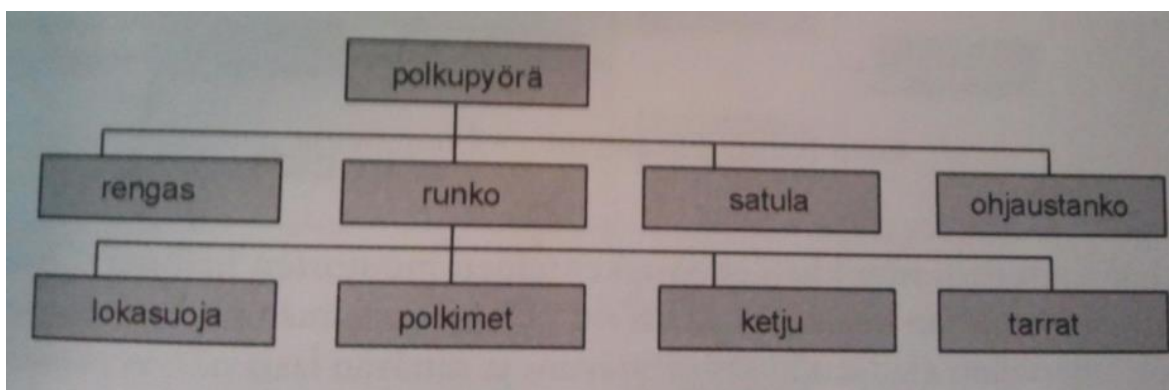 polkupyörä
rengas runko satula ohjaustanko
lokasuoja polkimet ketju tarrat